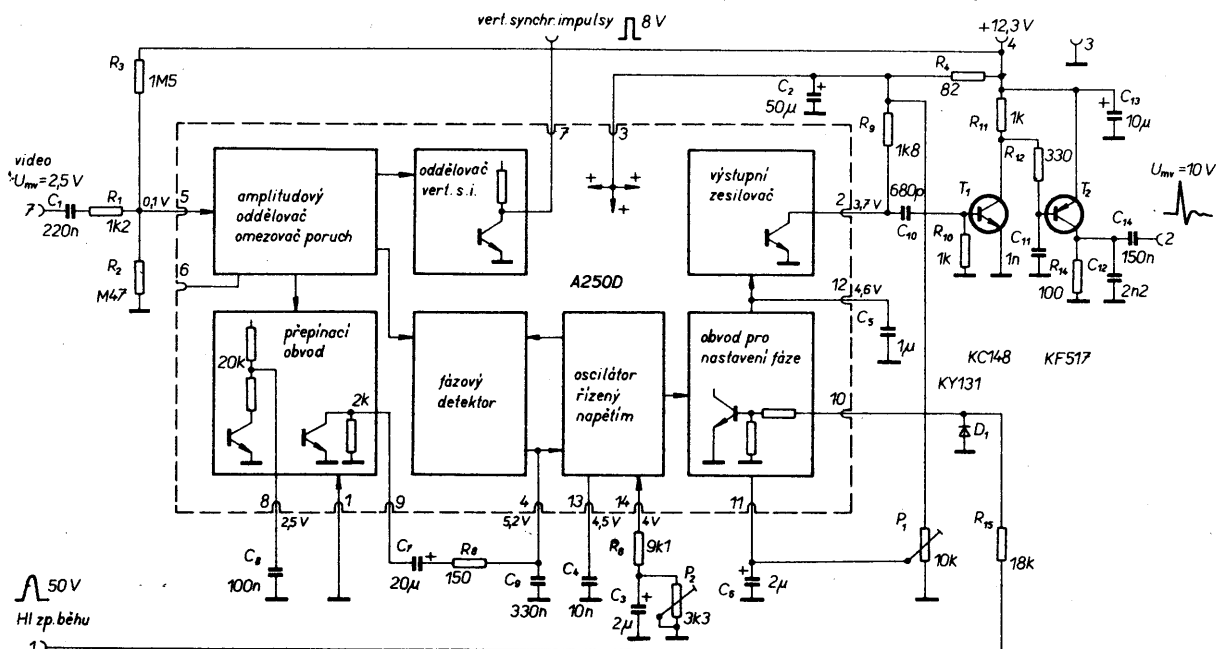 vert. synchr. impulsy
8 V
+12,3 V
4
3
R3
1M5
R4
82
C2
+
50µ
R9
1k8
R11
1k
R12
330
+
C13
10µ
7
3
video
Umv=2,5 V
7
C1
220n
R1
1k2
0,1 V
5
amplitudový
oddělovač
omezovač poruch
oddělovač
vert. s.i.
+
+
+
výstupní
zesilovač
2
3,7 V
680p
C10
R10
1k
T1
1n
C11
T2
R14
100
C12
2n2
C14
150n
2
Umv=10 V
R2
M47
6
A250D
12
4,6 V
C5
1µ
přepínací
obvod
20k
2k
fázový
detektor
oscilátor
řízený
napětím
obvod pro
nastavení fáze
KC148
KF517
KY131
10
D1
8
2,5 V
1
9
4
5,2 V
13
4,5 V
14
4 V
11
C8
100n
C7
+
20µ
R8
150
C9
330n
C4
10n
R6
9k1
C3
+
2µ
P2
3k3
+
C6
2µ
P1
10k
R15
18k
50 V
HI zp. běhu
1